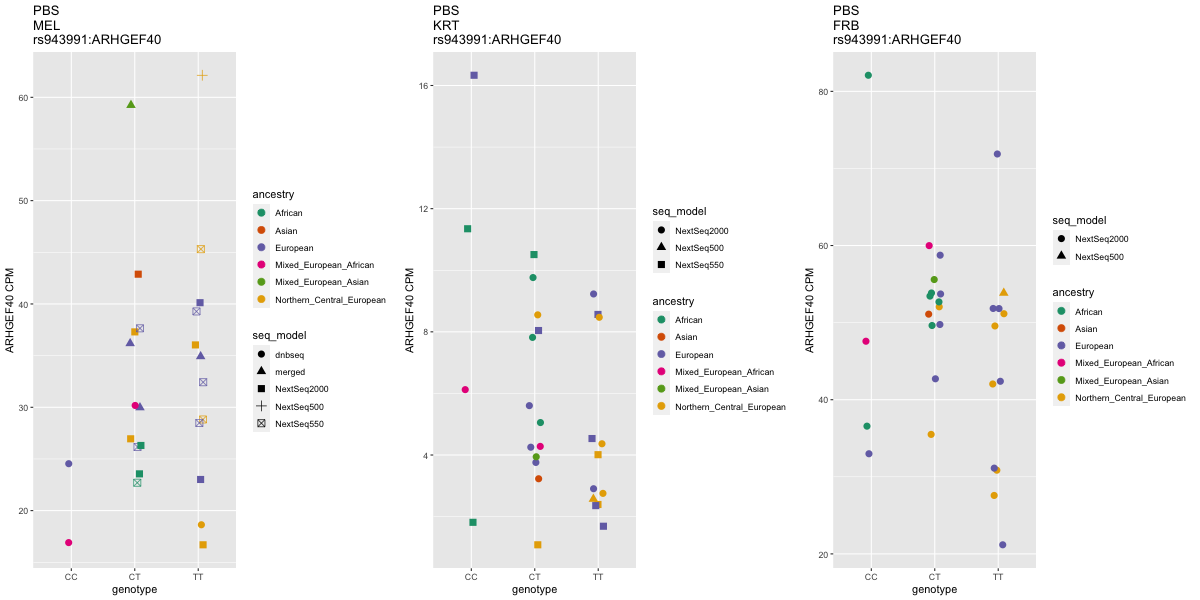 PBS
MEL
rs943991:ARHGEF40
60
50
40
30
20
ARHGEF40 CPM
CC
CT
TT
genotype
ancestry
African
Asian
European
Mixed_European_African
Mixed_European_Asian
Northern_Central_European
seq_model
dnbseq
merged
NextSeq2000
NextSeq500
NextSeq550
PBS
KRT
rs943991:ARHGEF40
16
12
8
4
ARHGEF40 CPM
CC
CT
TT
genotype
seq_model
NextSeq2000
NextSeq500
NextSeq550
ancestry
African
Asian
European
Mixed_European_African
Mixed_European_Asian
Northern_Central_European
PBS
FRB
rs943991:ARHGEF40
80
60
40
20
ARHGEF40 CPM
CC
CT
TT
genotype
seq_model
NextSeq2000
NextSeq500
ancestry
African
Asian
European
Mixed_European_African
Mixed_European_Asian
Northern_Central_European